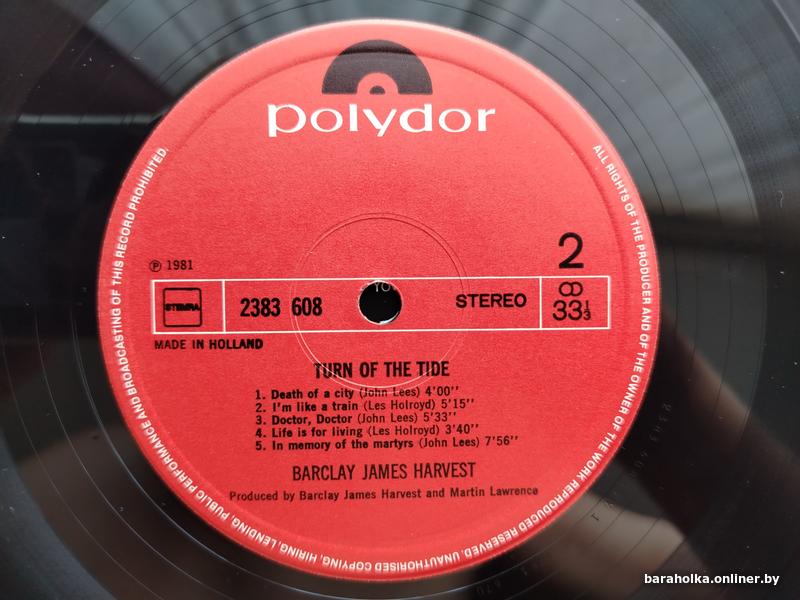 polydor
ALL RIGHTS OF THE PRODUCER AND OF THE OWNER OF THE WORK REPRODUCED RESERVED. UNAUTHORISED COPYING, HIRING, LENDING, PUBLIC PERFORMANCE AND BROADCASTING OF THIS RECORD PROHIBITED.
℗ 1981
2
STEMRA
2383 608
STEREO
33⅓
MADE IN HOLLAND
TURN OF THE TIDE
1. Death of a city (John Lees) 4'00''
2. I'm like a train (Les Holroyd) 5'15''
3. Doctor, Doctor (John Lees) 5'33''
4. Life is for living (Les Holroyd) 3'40''
5. In memory of the martyrs (John Lees) 7'56''
BARCLAY JAMES HARVEST
Produced by Barclay James Harvest and Martin Lawrence
baraholka.onliner.by